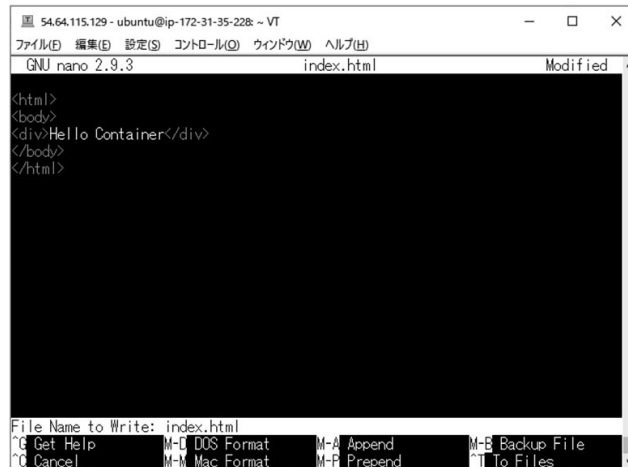 54.64.115.129 - ubuntu@ip-172-31-35-228: ~ VT
ファイル(F) 編集(E) 設定(S) コントロール(O) ウィンドウ(W) ヘルプ(H)
GNU nano 2.9.3 index.html Modified
<html>
<body>
<div>Hello Container</div>
</body>
</html>
File Name to Write: index.html
^G Get Help M-D DOS Format M-A Append M-B Backup File
^C Cancel M-M Mac Format M-P Prepend ^T To Files